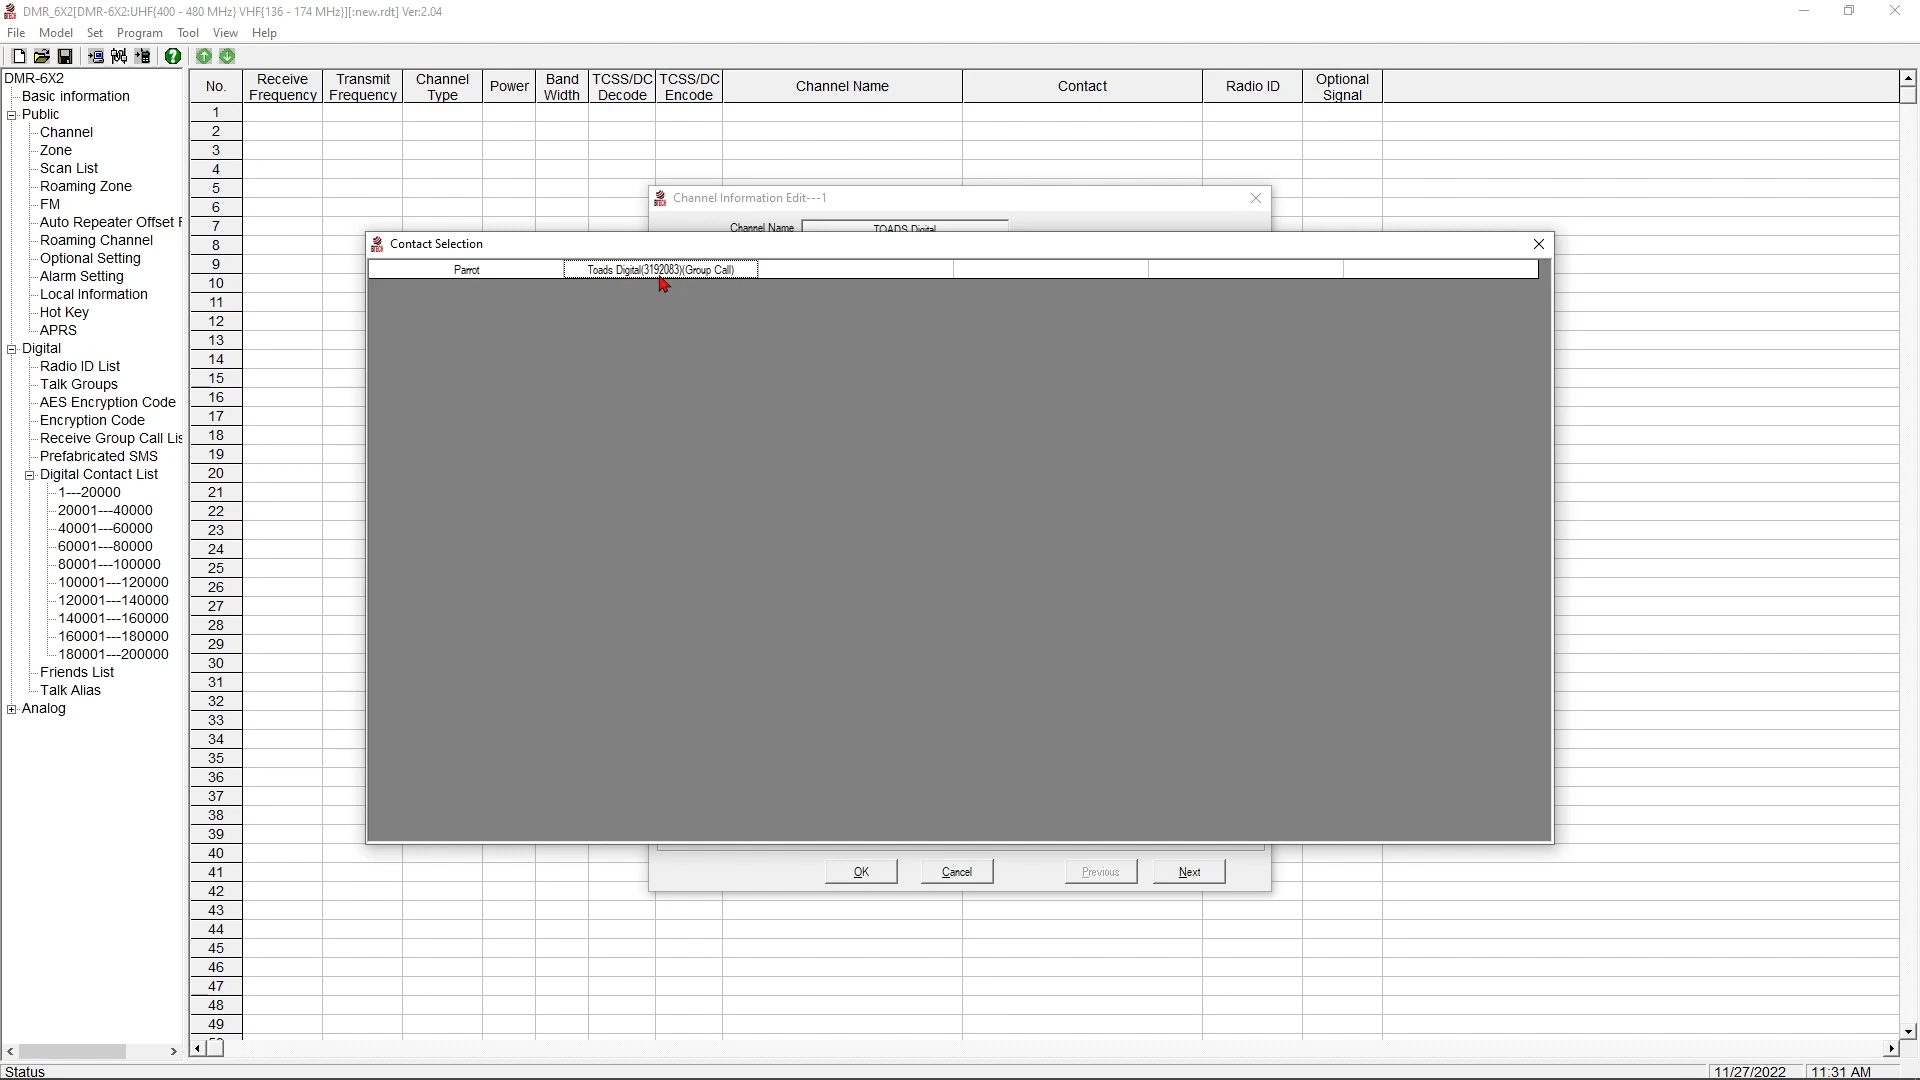 DMR_6X2[DMR-6X2:UHF{400 - 480 MHz} VHF{136 - 174 MHz}][:new.rdt] Ver:2.04
File Model Set Program Tool View Help
No. Receive Frequency Transmit Frequency Channel Type Power Band Width TCSS/DC Decode TCSS/DC Encode Channel Name Contact Radio ID Optional Signal
DMR-6X2
Basic information
Public
Channel
Zone
Scan List
Roaming Zone
FM
Auto Repeater Offset F
Roaming Channel
Optional Setting
Alarm Setting
Local Information
Hot Key
APRS
Digital
Radio ID List
Talk Groups
AES Encryption Code
Encryption Code
Receive Group Call Lis
Prefabricated SMS
Digital Contact List
1---20000
20001---40000
40001---60000
60001---80000
80001---100000
100001---120000
120001---140000
140001---160000
160001---180000
180001---200000
Friends List
Talk Alias
Analog
1
2
3
4
5
6
7
8
9
10
11
12
13
14
15
16
17
18
19
20
21
22
23
24
25
26
27
28
29
30
31
32
33
34
35
36
37
38
39
40
41
42
43
44
45
46
47
48
49
BTECH Channel Information Edit---1
Channel Name TOADS Digital
BTECH Contact Selection
Parrot Toads Digital(3192083)(Group Call)
OK Cancel Previous Next
Status 11/27/2022 11:31 AM